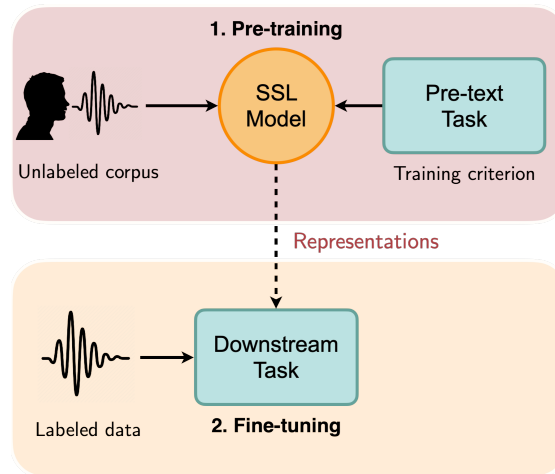 1. Pre-training
SSL
Model
Pre-text
Task
Unlabeled corpus
Training criterion
Representations
Downstream
Task
Labeled data
2. Fine-tuning